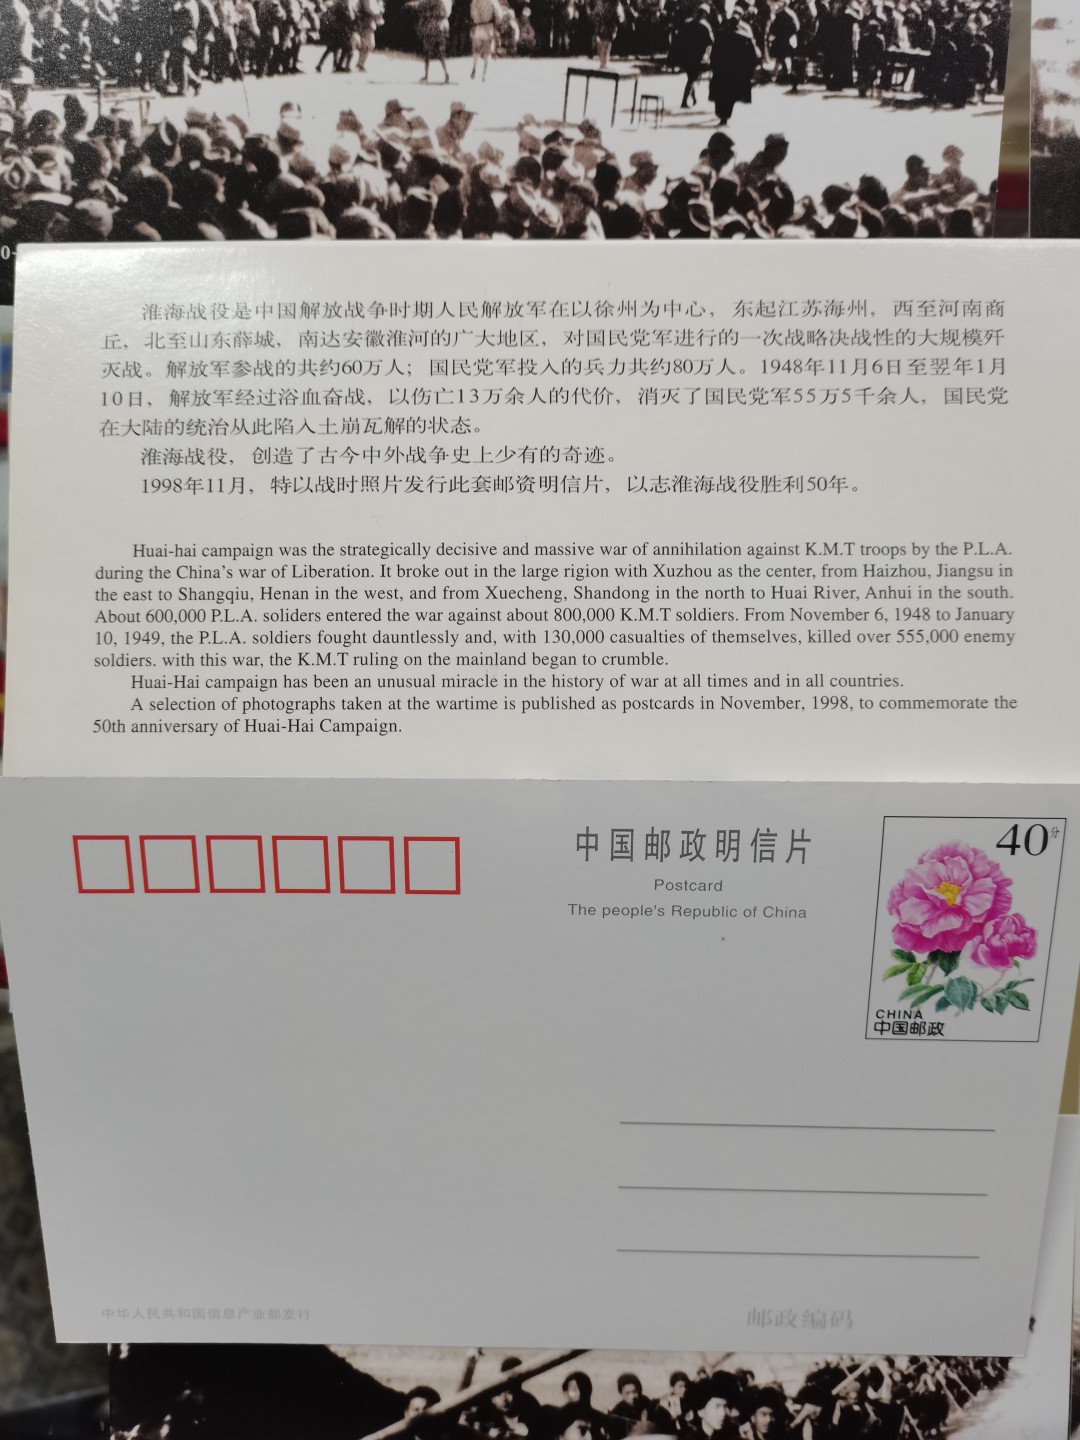 0-
淮海战役是中国解放战争时期人民解放军在以徐州为中心，东起江苏海州，西至河南商
丘，北至山东薛城，南达安徽淮河的广大地区，对国民党军进行的一次战略决战性的大规模歼
灭战。解放军参战的共约60万人；国民党军投入的兵力共约80万人。1948年11月6日至翌年1月
10日，解放军经过浴血奋战，以伤亡13万余人的代价，消灭了国民党军55万5千余人，国民党
在大陆的统治从此陷入土崩瓦解的状态。
淮海战役，创造了古今中外战争史上少有的奇迹。
1998年11月，特以战时照片发行此套邮资明信片，以志淮海战役胜利50年。
Huai-hai campaign was the strategically decisive and massive war of annihilation against K.M.T troops by the P.L.A.
during the China's war of Liberation. It broke out in the large rigion with Xuzhou as the center, from Haizhou, Jiangsu in
the east to Shangqiu, Henan in the west, and from Xuecheng, Shandong in the north to Huai River, Anhui in the south.
About 600,000 P.L.A. soliders entered the war against about 800,000 K.M.T soldiers. From November 6, 1948 to January
10, 1949, the P.L.A. soldiers fought dauntlessly and, with 130,000 casualties of themselves, killed over 555,000 enemy
soldiers. with this war, the K.M.T ruling on the mainland began to crumble.
Huai-Hai campaign has been an unusual miracle in the history of war at all times and in all countries.
A selection of photographs taken at the wartime is published as postcards in November, 1998, to commemorate the
50th anniversary of Huai-Hai Campaign.
中国邮政明信片
Postcard
The people's Republic of China
40分
CHINA
中国邮政
中华人民共和国信息产业部发行
邮政编码